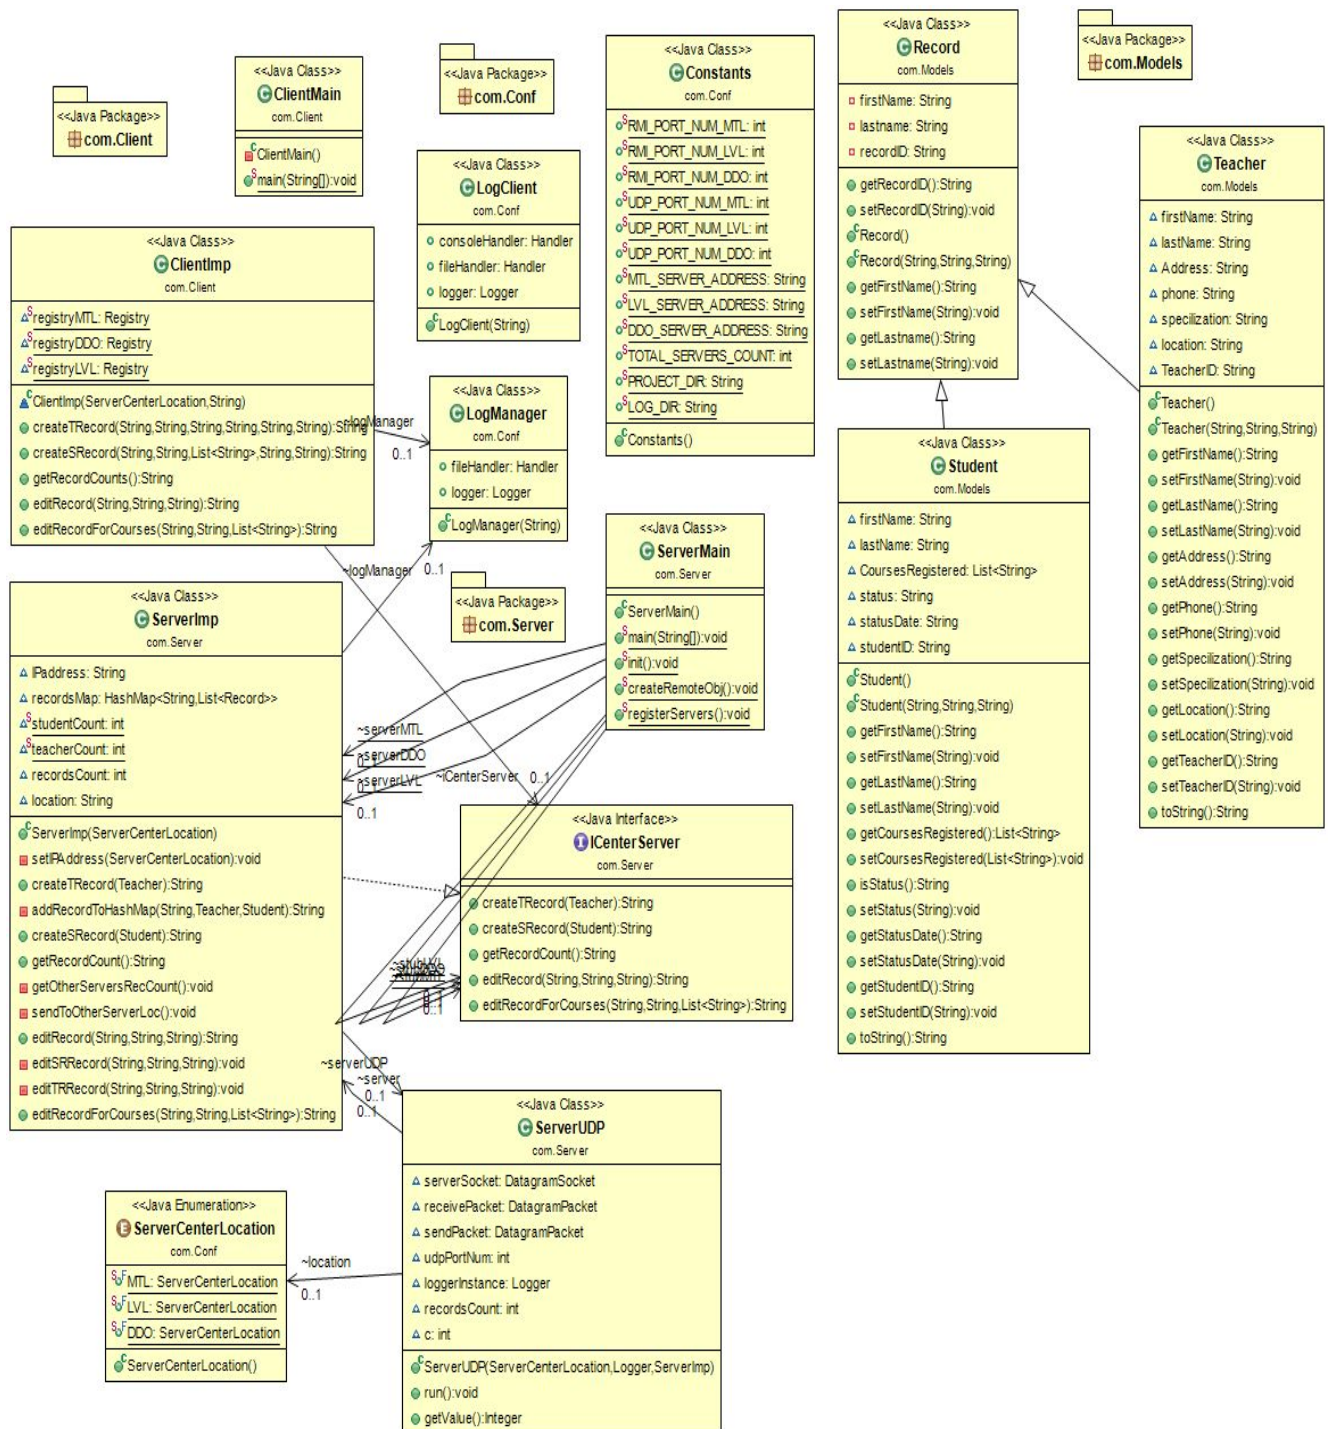 <<Java Package>>
com.Client
<<Java Class>>
ClientMain
com.Client
ClientMain()
main(String[]):void
<<Java Package>>
com.Conf
<<Java Class>>
LogClient
com.Conf
consoleHandler: Handler
fileHandler: Handler
logger: Logger
LogClient(String)
<<Java Class>>
Constants
com.Conf
RMI_PORT_NUM_MTL: int
RMI_PORT_NUM_LVL: int
RMI_PORT_NUM_DDO: int
UDP_PORT_NUM_MTL: int
UDP_PORT_NUM_LVL: int
UDP_PORT_NUM_DDO: int
MTL_SERVER_ADDRESS: String
LVL_SERVER_ADDRESS: String
DDO_SERVER_ADDRESS: String
TOTAL_SERVERS_COUNT: int
PROJECT_DIR: String
LOG_DIR: String
Constants()
<<Java Class>>
Record
com.Models
firstName: String
lastname: String
recordID: String
getRecordID():String
setRecordID(String):void
Record()
Record(String,String,String)
getFirstName():String
setFirstName(String):void
getLastname():String
setLastname(String):void
<<Java Package>>
com.Models
<<Java Class>>
Teacher
com.Models
firstName: String
lastName: String
Address: String
phone: String
specilization: String
location: String
TeacherID: String
Teacher()
Teacher(String,String,String)
getFirstName():String
setFirstName(String):void
getLastName():String
setLastName(String):void
getAddress():String
setAddress(String):void
getPhone():String
setPhone(String):void
getSpecilization():String
setSpecilization(String):void
getLocation():String
setLocation(String):void
getTeacherID():String
setTeacherID(String):void
toString():String
<<Java Class>>
ClientImp
com.Client
registryMTL: Registry
registryDDO: Registry
registryLVL: Registry
ClientImp(ServerCenterLocation,String)
createTRecord(String,String,String,String,String,String):String
createSRecord(String,String,List<String>,String,String):String
getRecordCounts():String
editRecord(String,String,String):String
editRecordForCourses(String,String,List<String>):String
~logManager
0..1
<<Java Class>>
LogManager
com.Conf
fileHandler: Handler
logger: Logger
LogManager(String)
~logManager
0..1
<<Java Package>>
com.Server
<<Java Class>>
ServerMain
com.Server
ServerMain()
main(String[]):void
init():void
createRemoteObj():void
registerServers():void
<<Java Class>>
Student
com.Models
firstName: String
lastName: String
CoursesRegistered: List<String>
status: String
statusDate: String
studentID: String
Student()
Student(String,String,String)
getFirstName():String
setFirstName(String):void
getLastName():String
setLastName(String):void
getCoursesRegistered():List<String>
setCoursesRegistered(List<String>):void
isStatus():String
setStatus(String):void
getStatusDate():String
setStatusDate(String):void
getStudentID():String
setStudentID(String):void
toString():String
<<Java Class>>
ServerImp
com.Server
IPaddress: String
recordsMap: HashMap<String,List<Record>>
studentCount: int
teacherCount: int
recordsCount: int
location: String
ServerImp(ServerCenterLocation)
setIPAddress(ServerCenterLocation):void
createTRecord(Teacher):String
addRecordToHashMap(String,Teacher,Student):String
createSRecord(Student):String
getRecordCount():String
getOtherServersRecCount():void
sendToOtherServerLoc():void
editRecord(String,String,String):String
editSRRecord(String,String,String):void
editTRRecord(String,String,String):void
editRecordForCourses(String,String,List<String>):String
~serverMTL
~serverDDO
~serverLVL
0..1
~iCenterServer
0..1
<<Java Interface>>
ICenterServer
com.Server
createTRecord(Teacher):String
createSRecord(Student):String
getRecordCount():String
editRecord(String,String,String):String
editRecordForCourses(String,String,List<String>):String
0..1
~serverUDP
~server
0..1
0..1
<<Java Class>>
ServerUDP
com.Server
serverSocket: DatagramSocket
receivePacket: DatagramPacket
sendPacket: DatagramPacket
udpPortNum: int
loggerInstance: Logger
recordsCount: int
c: int
ServerUDP(ServerCenterLocation,Logger,ServerImp)
run():void
getValue():Integer
<<Java Enumeration>>
ServerCenterLocation
com.Conf
MTL: ServerCenterLocation
LVL: ServerCenterLocation
DDO: ServerCenterLocation
ServerCenterLocation()
~location
0..1